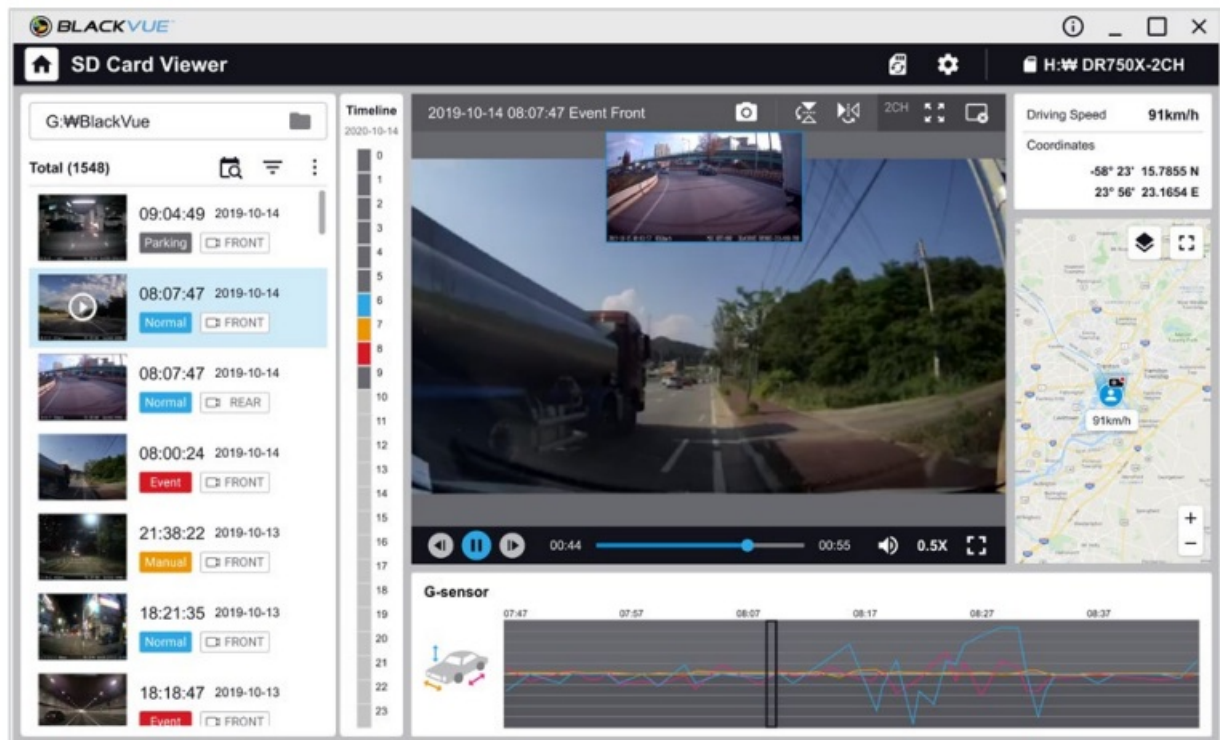 BLACKVUE
SD Card Viewer
H:₩ DR750X-2CH
G:₩BlackVue
Total (1548)
09:04:49 2019-10-14
Parking FRONT
08:07:47 2019-10-14
Normal FRONT
08:07:47 2019-10-14
Normal REAR
08:00:24 2019-10-14
Event FRONT
21:38:22 2019-10-13
Manual FRONT
18:21:35 2019-10-13
Normal FRONT
18:18:47 2019-10-13
Event FRONT
Timeline
2020-10-14
0
1
2
3
4
5
6
7
8
9
10
11
12
13
14
15
16
17
18
19
20
21
22
23
2019-10-14 08:07:47 Event Front
2CH
00:44
00:55
0.5X
G-sensor
07:47 07:57 08:07 08:17 08:27 08:37
Driving Speed 91km/h
Coordinates
-58° 23' 15.7855 N
23° 56' 23.1654 E
91km/h
+
−